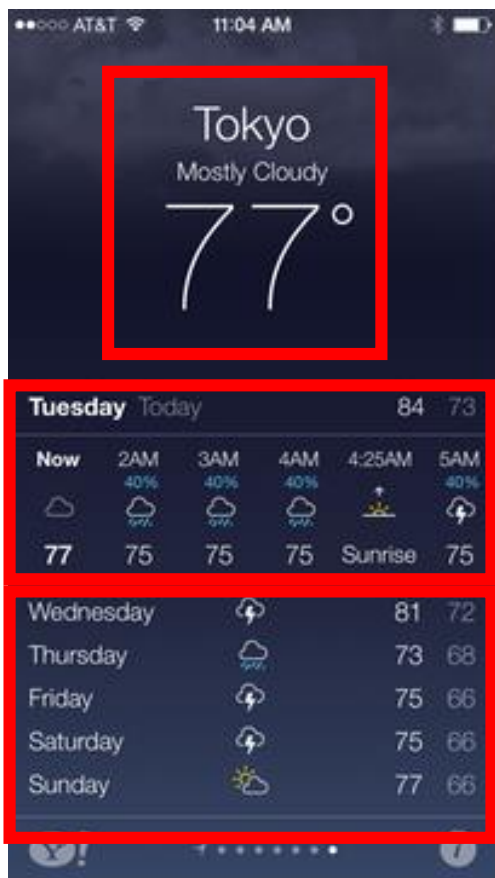 AT&T 11:04 AM
Tokyo
Mostly Cloudy
77°
Tuesday Today 84 73
Now 2AM 3AM 4AM 4:25AM 5AM
40% 40% 40% 40%
77 75 75 75 Sunrise 75
Wednesday 81 72
Thursday 73 68
Friday 75 66
Saturday 75 66
Sunday 77 66
Y!